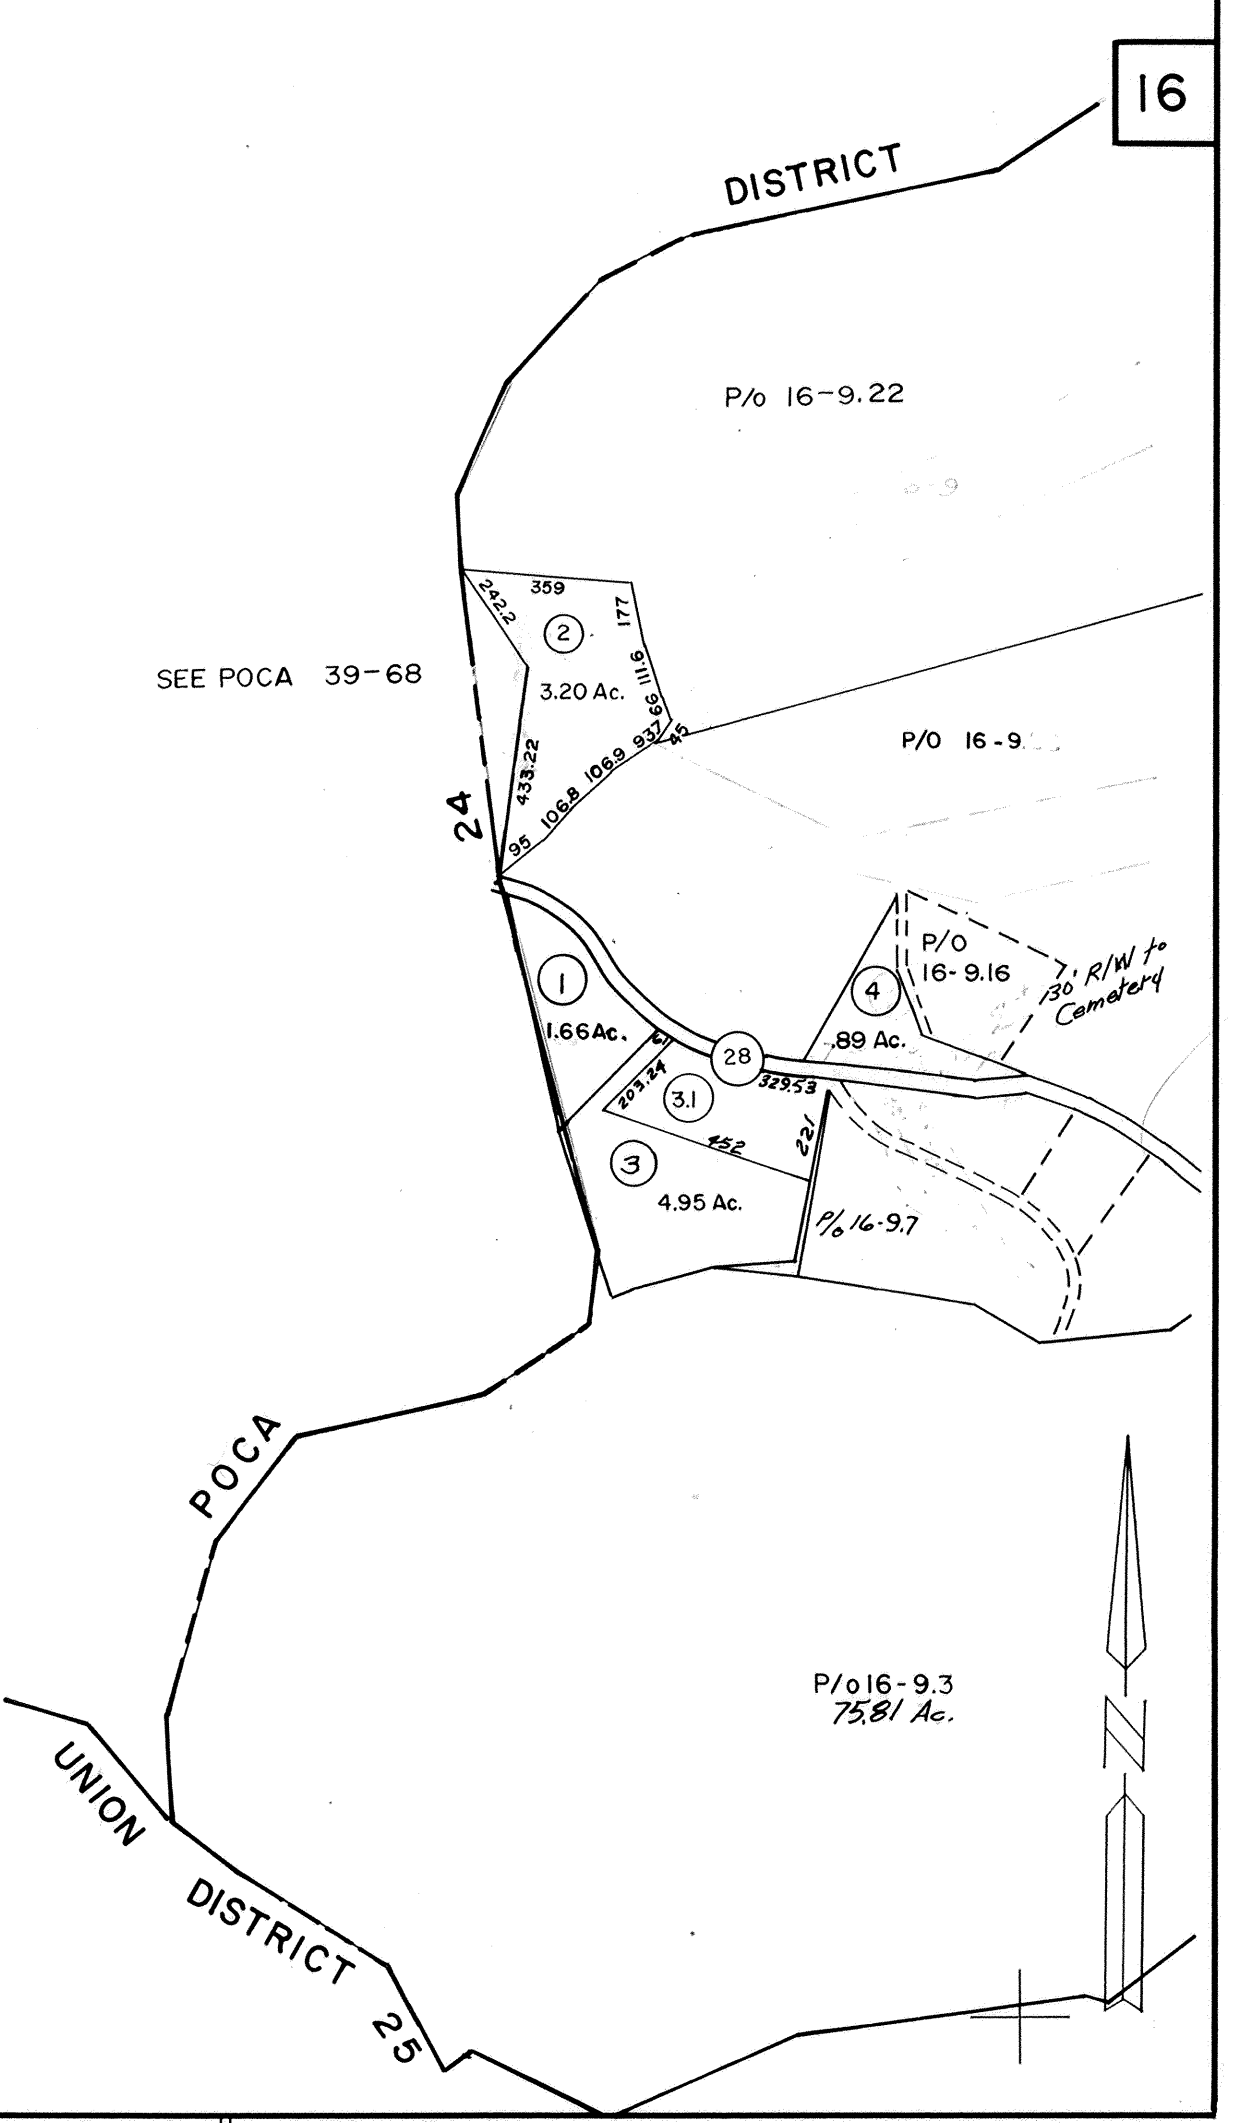 16
DISTRICT
P/o 16-9.22
359
242.2
177
2
111.6
SEE POCA 39-68
3.20 Ac.
66
937
45
P/O 16-9.
433.22
106.9
106.8
24
95
P/O
16-9.16
30' R/W to
Cemetery
1
4
1.66 Ac.
61
.89 Ac.
28
329.53
203.24
3.1
221
452
3
4.95 Ac.
P/o 16-9.7
POCA
P/o 16-9.3
75.81 Ac.
N
UNION
DISTRICT
25